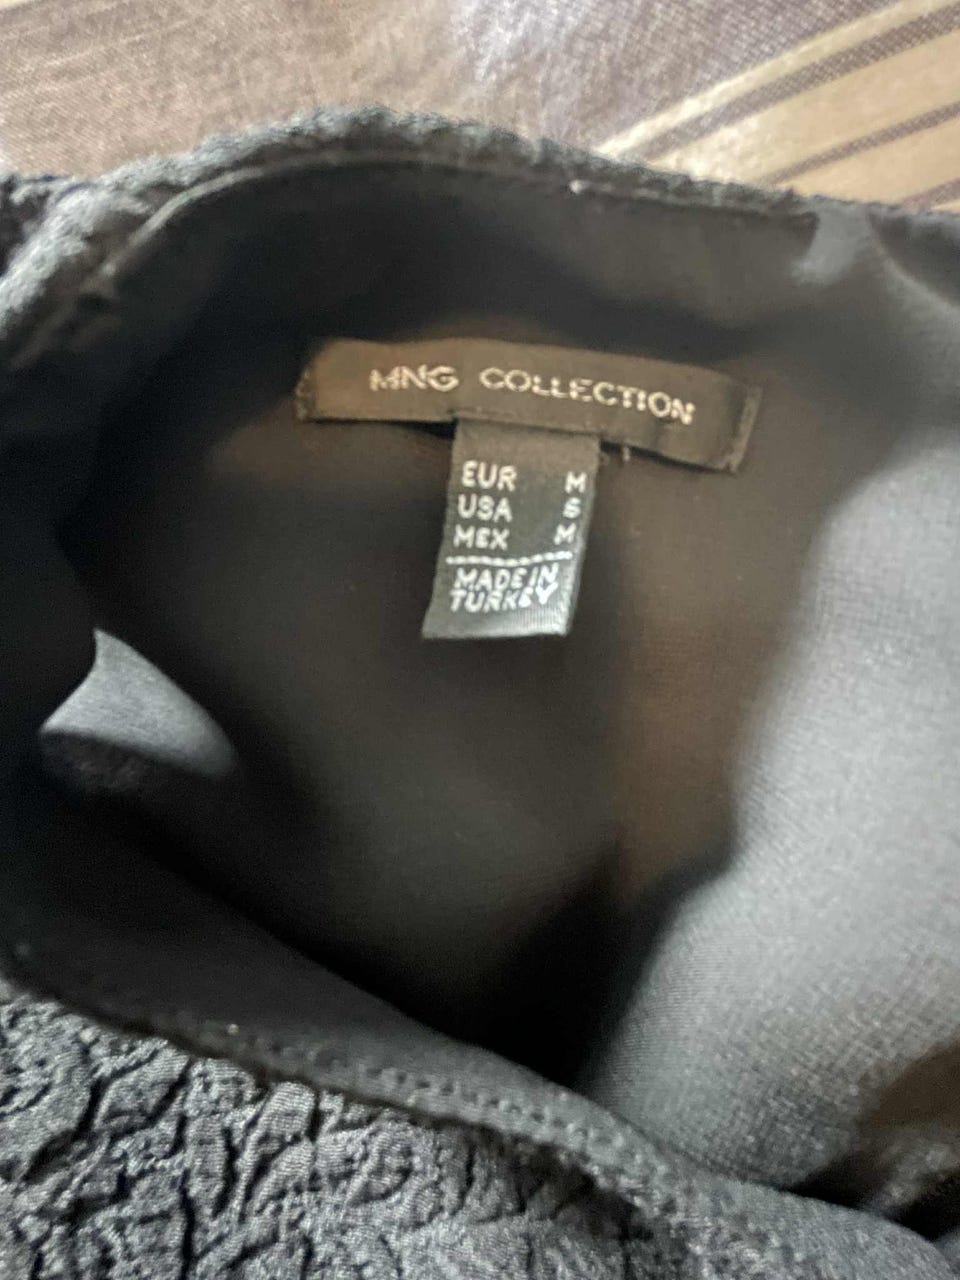 MNG COLLECTION
EUR M
USA S
MEX M
MADE IN
TURKEY